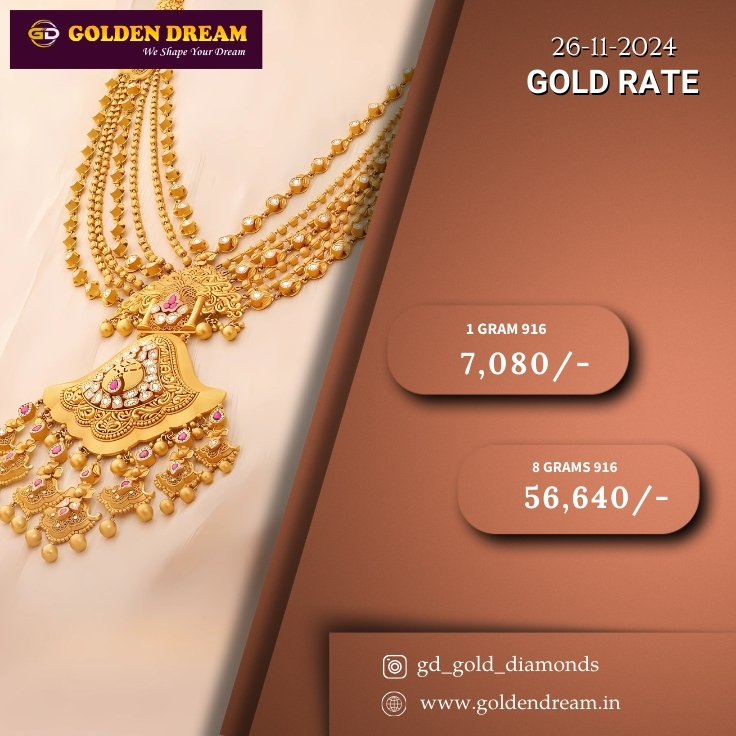 GD GOLDEN DREAM
We Shape Your Dream
26-11-2024
GOLD RATE
1 GRAM 916
7,080/-
8 GRAMS 916
56,640/-
gd_gold_diamonds
www.goldendream.in